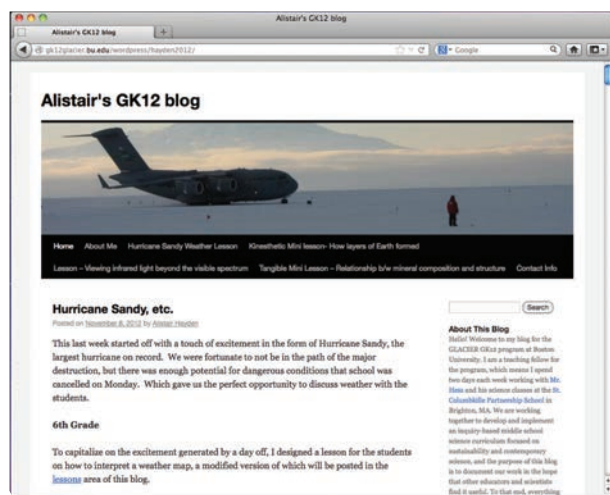 Alistair's GK12 blog
Alistair's GK12 blog
gk12glacier.bu.edu/wordpress/hayden2012/
Google
Alistair's GK12 blog
Home About Me Hurricane Sandy Weather Lesson Kinesthetic Mini lesson- How layers of Earth formed
Lesson – Viewing infrared light beyond the visible spectrum Tangible Mini Lesson – Relationship b/w mineral composition and structure Contact Info
Hurricane Sandy, etc.
Posted on November 8, 2012 by Alistair Hayden
This last week started off with a touch of excitement in the form of Hurricane Sandy, the
largest hurricane on record. We were fortunate to not be in the path of the major
destruction, but there was enough potential for dangerous conditions that school was
cancelled on Monday. Which gave us the perfect opportunity to discuss weather with the
students.
6th Grade
To capitalize on the excitement generated by a day off, I designed a lesson for the students
on how to interpret a weather map, a modified version of which will be posted in the
lessons area of this blog.
Search
About This Blog
Hello! Welcome to my blog for the
GLACIER GK12 program at Boston
University. I am a teaching fellow for
the program, which means I spend
two days each week working with Mr.
Hess and his science classes at the St.
Columbkille Partnership School in
Brighton, MA. We are working
together to develop and implement
an inquiry-based middle school
science curriculum focused on
sustainability and contemporary
science, and the purpose of this blog
is to document our work in the hope
that other educators and scientists
find it useful. To that end, everything